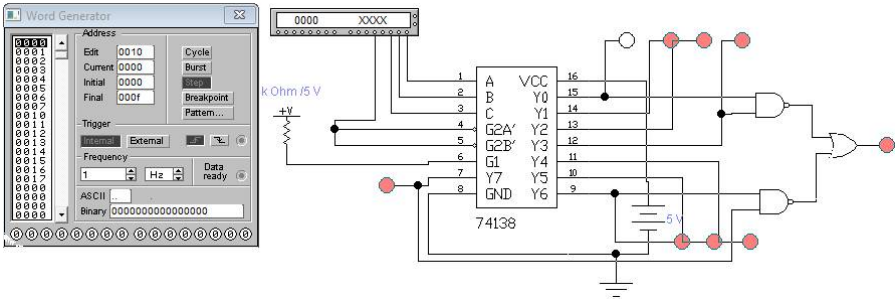 Word Generator
0000
0001
0002
0003
0004
0005
0006
0007
0010
0011
0012
0013
0014
0015
0016
0017
0000
0000
0000
0000
Address
Edit 0010
Current 0000
Initial 0000
Final 000f
Cycle
Burst
Step
Breakpoint
Pattern...
Trigger
Internal External
Frequency
1 Hz
Data
ready
ASCII ..
Binary 0000000000000000
0000 XXXX
k Ohm /5 V
+V
1 A VCC 16
2 B Y0 15
3 C Y1 14
4 G2A' Y2 13
5 G2B' Y3 12
6 G1 Y4 11
7 Y7 Y5 10
8 GND Y6 9
74138
5 V